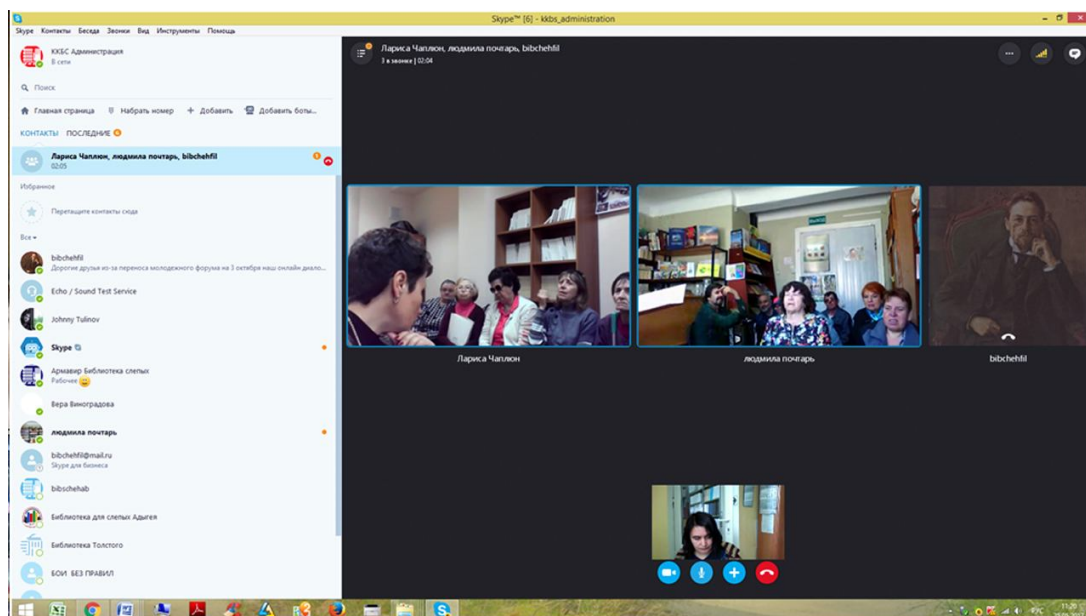 Skype™ [6] - kkbs_administration
Skype Контакты Беседа Звонки Вид Инструменты Помощь
ККБС Администрация
В сети
Поиск
Главная страница Набрать номер Добавить Добавить боты...
КОНТАКТЫ ПОСЛЕДНИЕ 6
Лариса Чаплюн, людмила почтарь, bibchehfil
02:05
Избранное
Перетащите контакты сюда
Все
bibchehfil
Дорогие друзья из-за переноса молодежного форума на 3 октября наш онлайн диало...
Echo / Sound Test Service
Johnny Tulinov
Skype
Армавир Библиотека слепых
Рабочее
Вера Виноградова
людмила почтарь
bibchehfil@mail.ru
Skype для бизнеса
bibschehab
Библиотека для слепых Адыгея
Библиотека Толстого
БОИ БЕЗ ПРАВИЛ
Лариса Чаплюн, людмила почтарь, bibchehfil
3 в звонке | 02:04
Лариса Чаплюн
людмила почтарь
bibchehfil